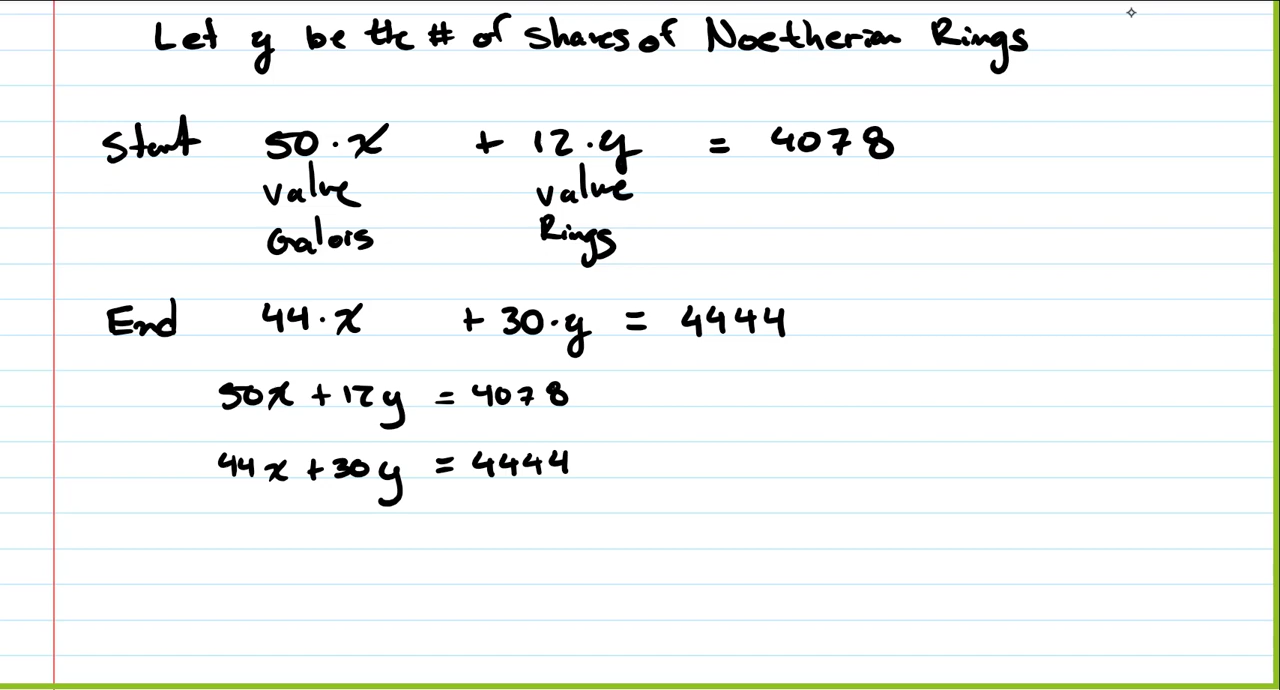 Let y be the # of shares of Noetherian Rings
Start 50·x + 12·y = 4078
value value
Galois Rings
End 44·x + 30·y = 4444
50x + 12y = 4078
44x + 30y = 4444